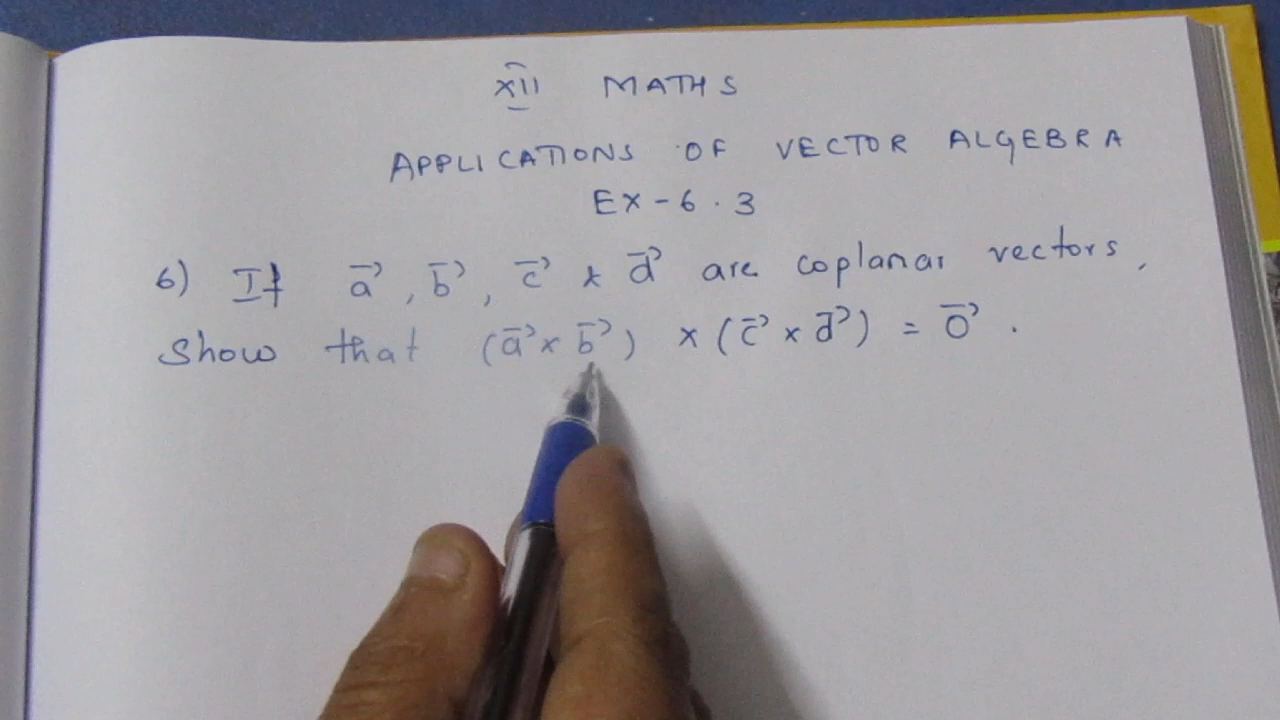 XII MATHS
APPLICATIONS OF VECTOR ALGEBRA
EX-6.3
6) If a⃗, b⃗, c⃗ & d⃗ are coplanar vectors,
show that (a⃗ × b⃗) × (c⃗ × d⃗) = 0⃗.